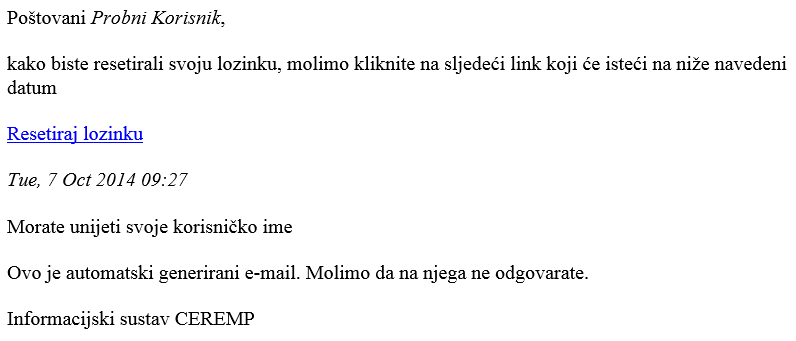 Poštovani Probni Korisnik,
kako biste resetirali svoju lozinku, molimo kliknite na sljedeći link koji će isteći na niže navedeni
datum
Resetiraj lozinku
Tue, 7 Oct 2014 09:27
Morate unijeti svoje korisničko ime
Ovo je automatski generirani e-mail. Molimo da na njega ne odgovarate.
Informacijski sustav CEREMP